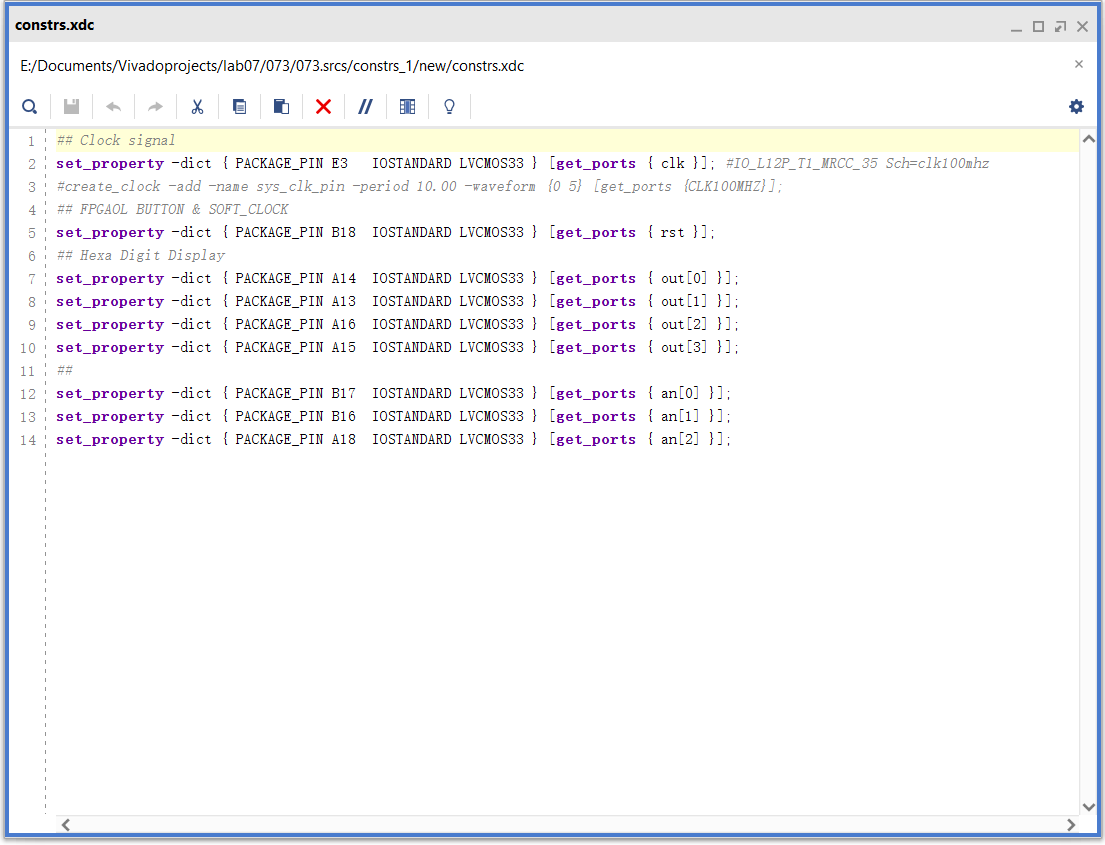 constrs.xdc
E:/Documents/Vivadoprojects/lab07/073/073.srcs/constrs_1/new/constrs.xdc
1 ## Clock signal
2 set_property -dict { PACKAGE_PIN E3 IOSTANDARD LVCMOS33 } [get_ports { clk }]; #IO_L12P_T1_MRCC_35 Sch=clk100mhz
3 #create_clock -add -name sys_clk_pin -period 10.00 -waveform {0 5} [get_ports {CLK100MHZ}];
4 ## FPGAOL BUTTON & SOFT_CLOCK
5 set_property -dict { PACKAGE_PIN B18 IOSTANDARD LVCMOS33 } [get_ports { rst }];
6 ## Hexa Digit Display
7 set_property -dict { PACKAGE_PIN A14 IOSTANDARD LVCMOS33 } [get_ports { out[0] }];
8 set_property -dict { PACKAGE_PIN A13 IOSTANDARD LVCMOS33 } [get_ports { out[1] }];
9 set_property -dict { PACKAGE_PIN A16 IOSTANDARD LVCMOS33 } [get_ports { out[2] }];
10 set_property -dict { PACKAGE_PIN A15 IOSTANDARD LVCMOS33 } [get_ports { out[3] }];
11 ##
12 set_property -dict { PACKAGE_PIN B17 IOSTANDARD LVCMOS33 } [get_ports { an[0] }];
13 set_property -dict { PACKAGE_PIN B16 IOSTANDARD LVCMOS33 } [get_ports { an[1] }];
14 set_property -dict { PACKAGE_PIN A18 IOSTANDARD LVCMOS33 } [get_ports { an[2] }];